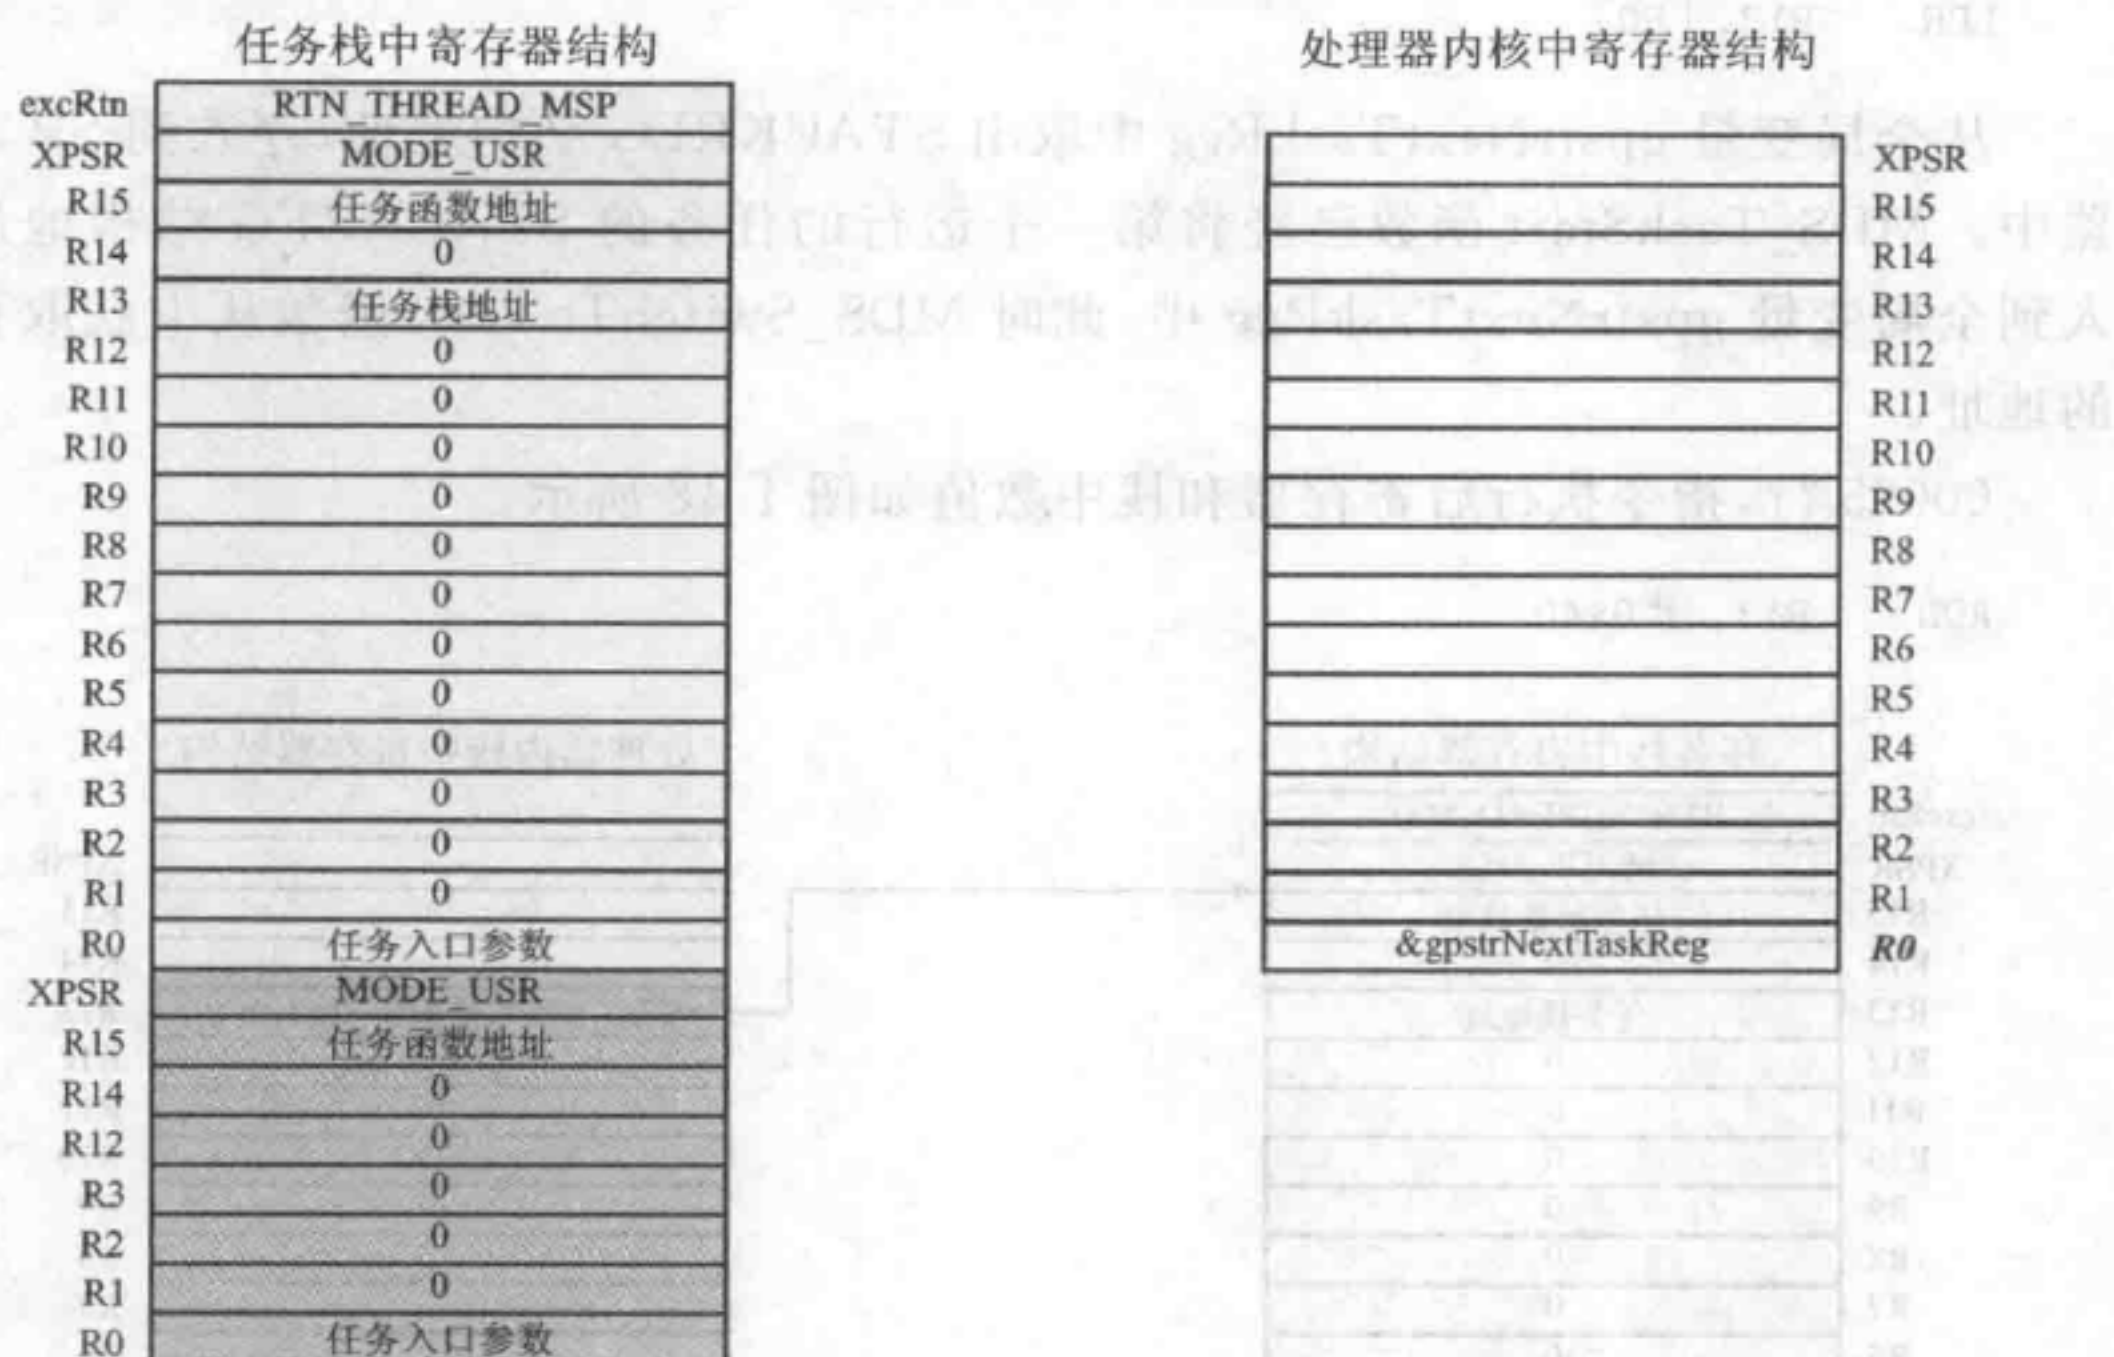 任务栈中寄存器结构
excRtn RTN_THREAD_MSP
XPSR MODE_USR
R15 任务函数地址
R14 0
R13 任务栈地址
R12 0
R11 0
R10 0
R9 0
R8 0
R7 0
R6 0
R5 0
R4 0
R3 0
R2 0
R1 0
R0 任务入口参数
XPSR MODE_USR
R15 任务函数地址
R14 0
R12 0
R3 0
R2 0
R1 0
R0 任务入口参数
处理器内核中寄存器结构
XPSR
R15
R14
R13
R12
R11
R10
R9
R8
R7
R6
R5
R4
R3
R2
R1
&gpstrNextTaskReg R0